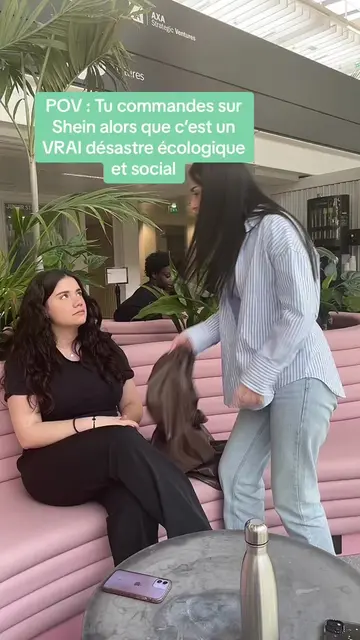 AXA
Strategic Ventures
POV : Tu commandes sur
Shein alors que c'est un
VRAI désastre écologique
et social